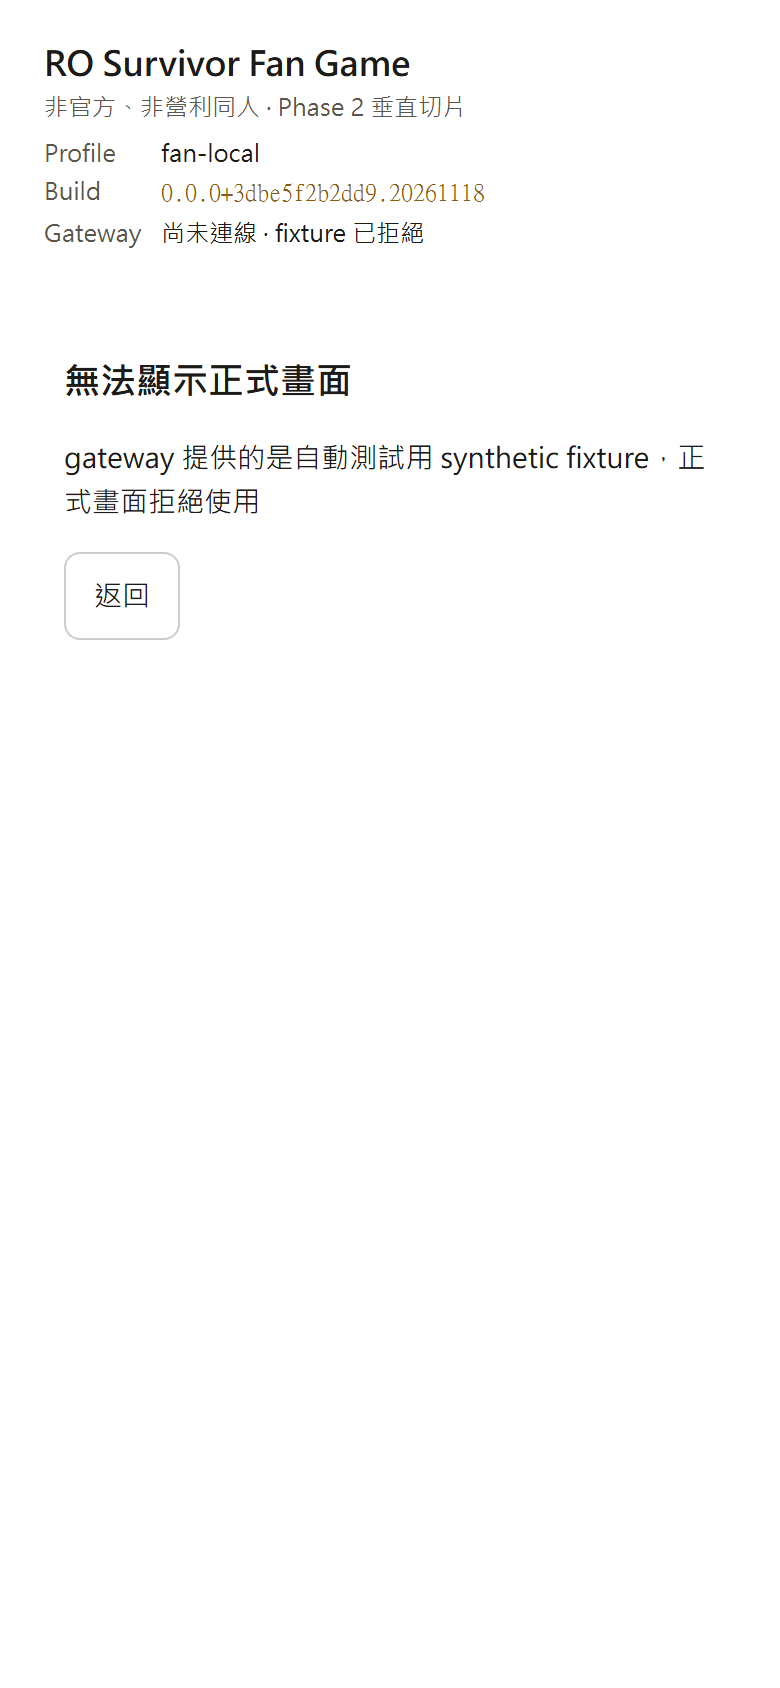 RO Survivor Fan Game
非官方、非營利同人 · Phase 2 垂直切片
Profile fan-local
Build 0.0.0+3dbe5f2b2dd9.20261118
Gateway 尚未連線 · fixture 已拒絕
無法顯示正式畫面
gateway 提供的是自動測試用 synthetic fixture，正
式畫面拒絕使用
返回